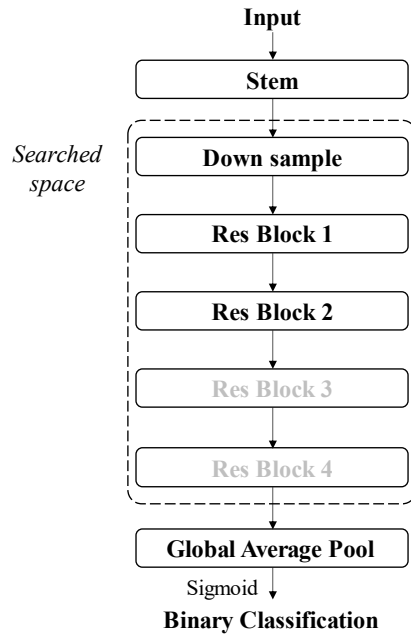 Input
Stem
Searched
space
Down sample
Res Block 1
Res Block 2
Res Block 3
Res Block 4
Global Average Pool
Sigmoid
Binary Classification